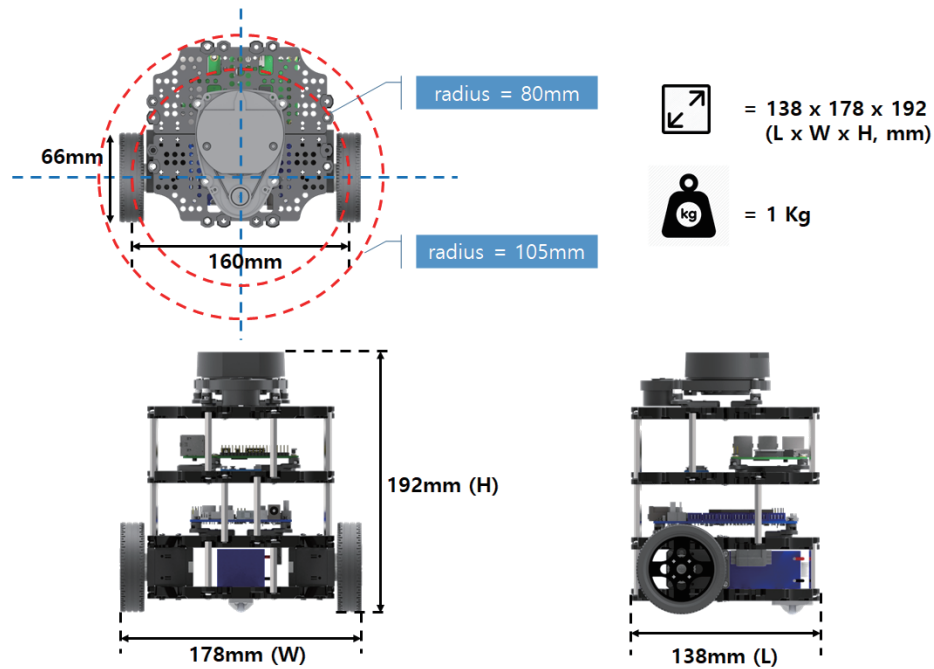 radius = 80mm
= 138 x 178 x 192
(L x W x H, mm)
66mm
kg
= 1 Kg
160mm
radius = 105mm
192mm (H)
178mm (W)
138mm (L)